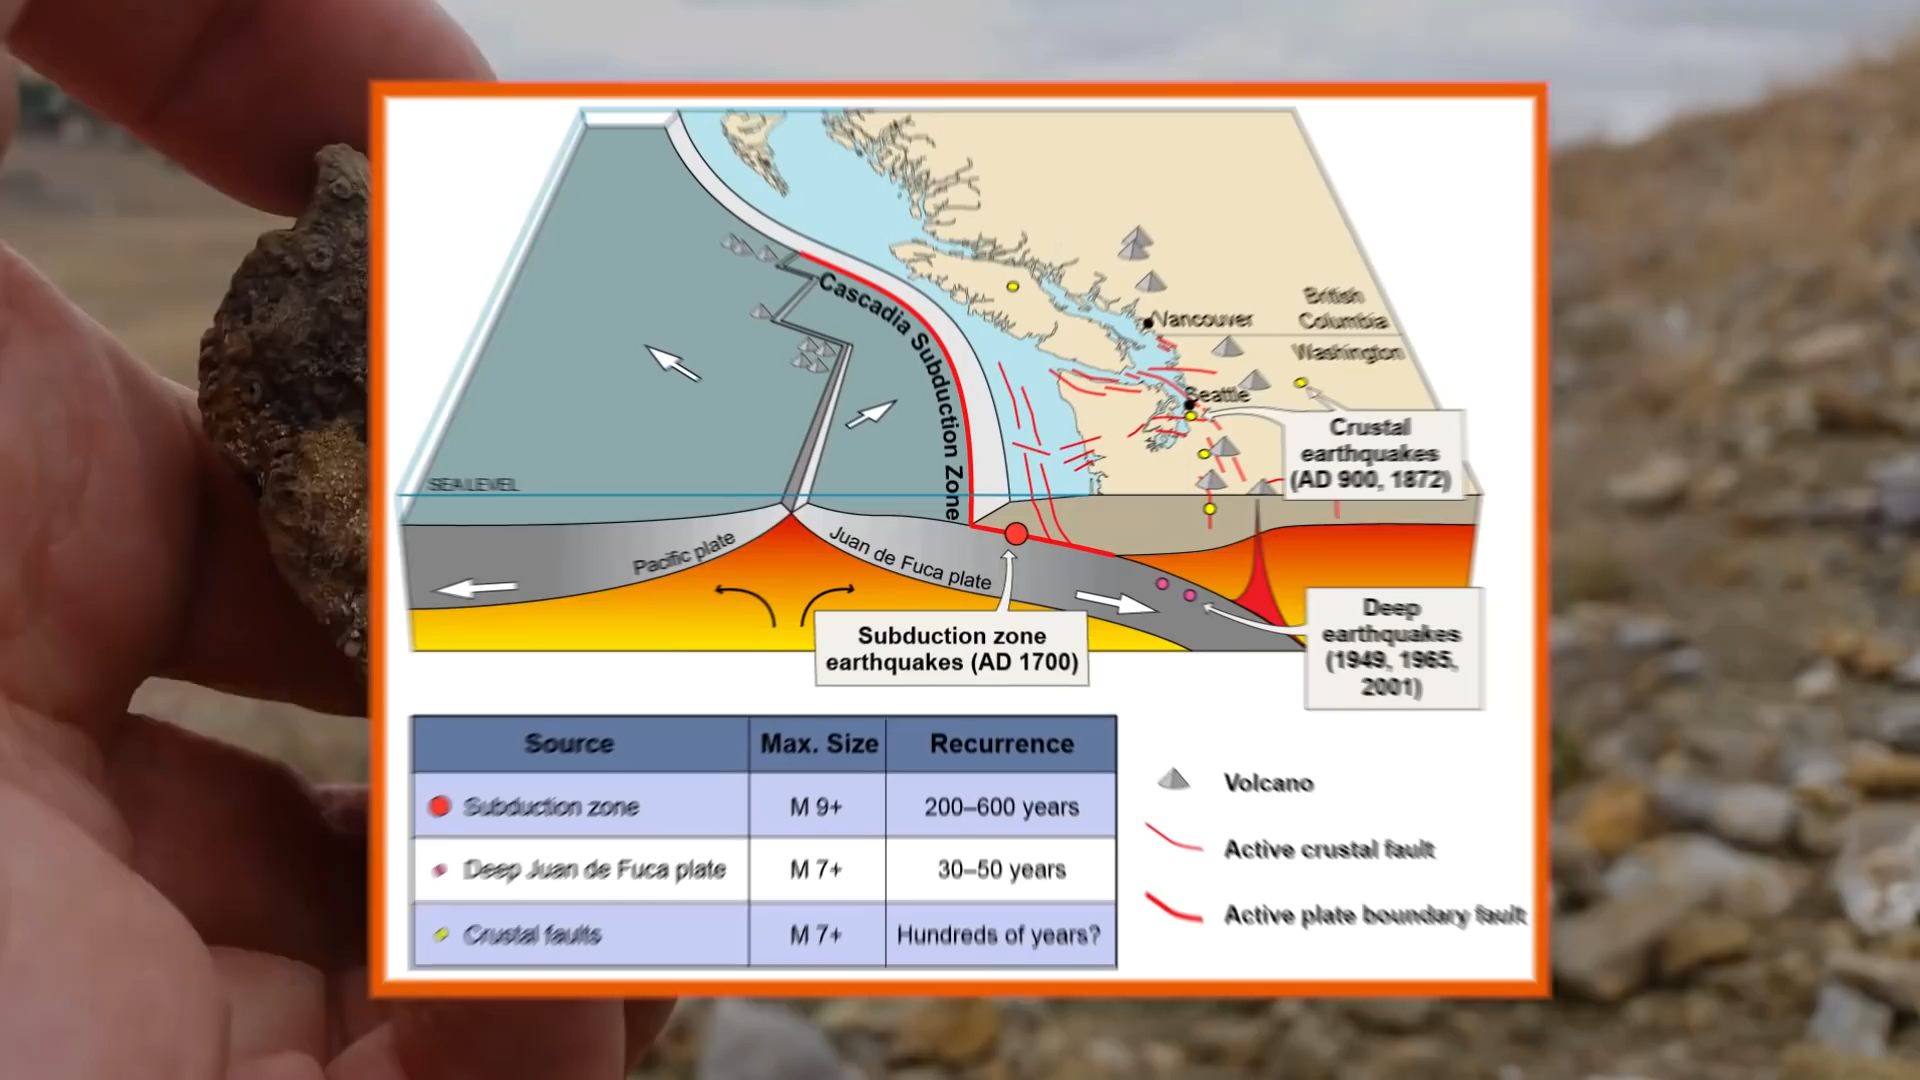 British
Columbia
Vancouver
Washington
Cascadia Subduction Zone
Seattle
Crustal
earthquakes
(AD 900, 1872)
SEA LEVEL
Pacific plate
Juan de Fuca plate
Subduction zone
earthquakes (AD 1700)
Deep
earthquakes
(1949, 1965,
2001)
Source Max. Size Recurrence
Subduction zone M 9+ 200–600 years
Deep Juan de Fuca plate M 7+ 30–50 years
Crustal faults M 7+ Hundreds of years?
Volcano
Active crustal fault
Active plate boundary fault